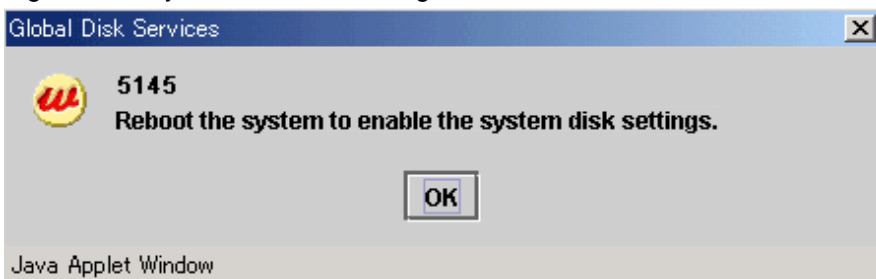 Global Disk Services
5145
Reboot the system to enable the system disk settings.
OK
Java Applet Window